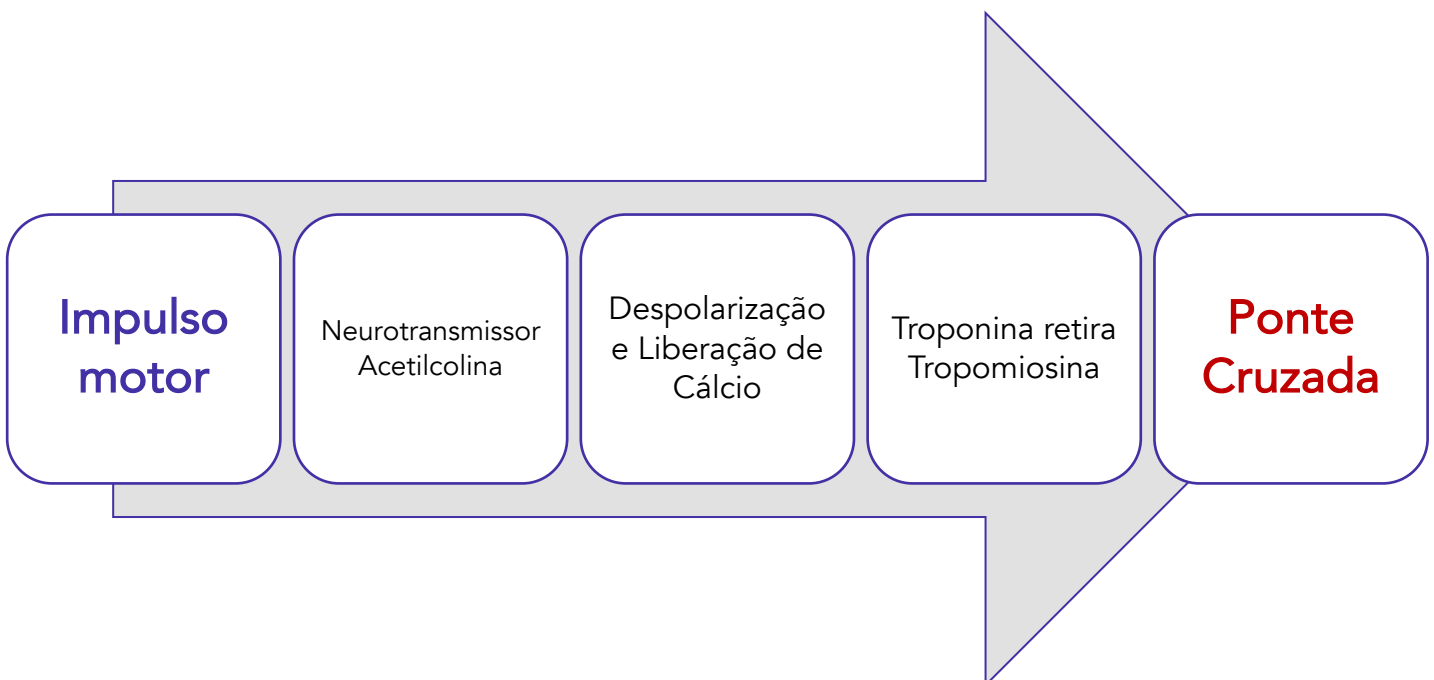 Impulso
motor
Neurotransmissor
Acetilcolina
Despolarização
e Liberação de
Cálcio
Troponina retira
Tropomiosina
Ponte
Cruzada